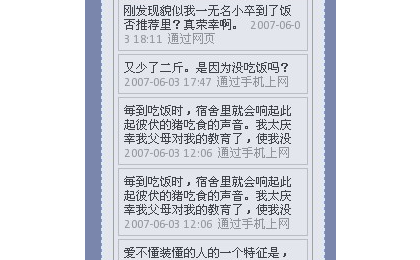 刚发现貌似我一无名小卒到了饭
否推荐里？真荣幸啊。 2007-06-0
3 18:11 通过网页
又少了二斤。是因为没吃饭吗？
2007-06-03 17:47 通过手机上网
每到吃饭时，宿舍里就会响起此
起彼伏的猪吃食的声音。我太庆
幸我父母对我的教育了，使我没
2007-06-03 12:06 通过手机上网
每到吃饭时，宿舍里就会响起此
起彼伏的猪吃食的声音。我太庆
幸我父母对我的教育了，使我没
2007-06-03 12:06 通过手机上网
爱不懂装懂的人的一个特征是，